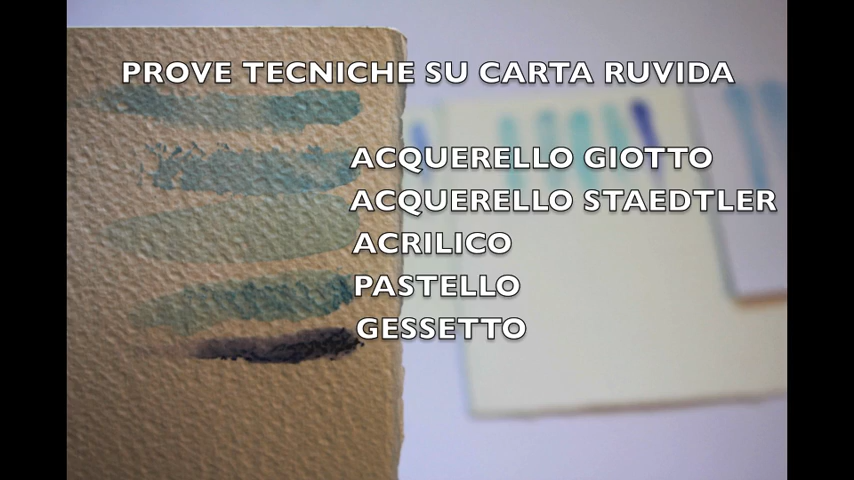 PROVE TECNICHE SU CARTA RUVIDA
ACQUERELLO GIOTTO
ACQUERELLO STAEDTLER
ACRILICO
PASTELLO
GESSETTO